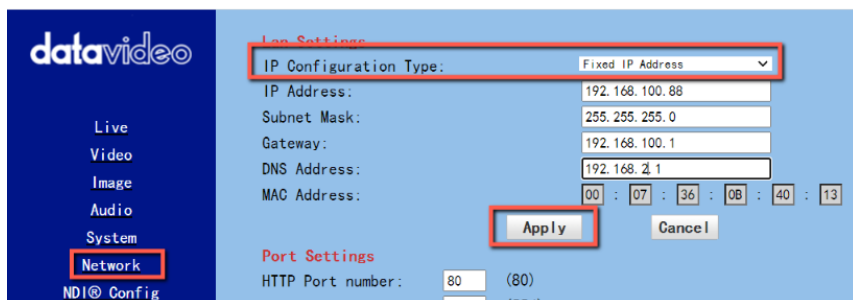 datavideo
Live
Video
Image
Audio
System
Network
NDI® Config
Lan Settings
IP Configuration Type: Fixed IP Address
IP Address: 192.168.100.88
Subnet Mask: 255.255.255.0
Gateway: 192.168.100.1
DNS Address: 192.168.2.1
MAC Address: 00 : 07 : 36 : 0B : 40 : 13
Apply Cancel
Port Settings
HTTP Port number: 80 (80)